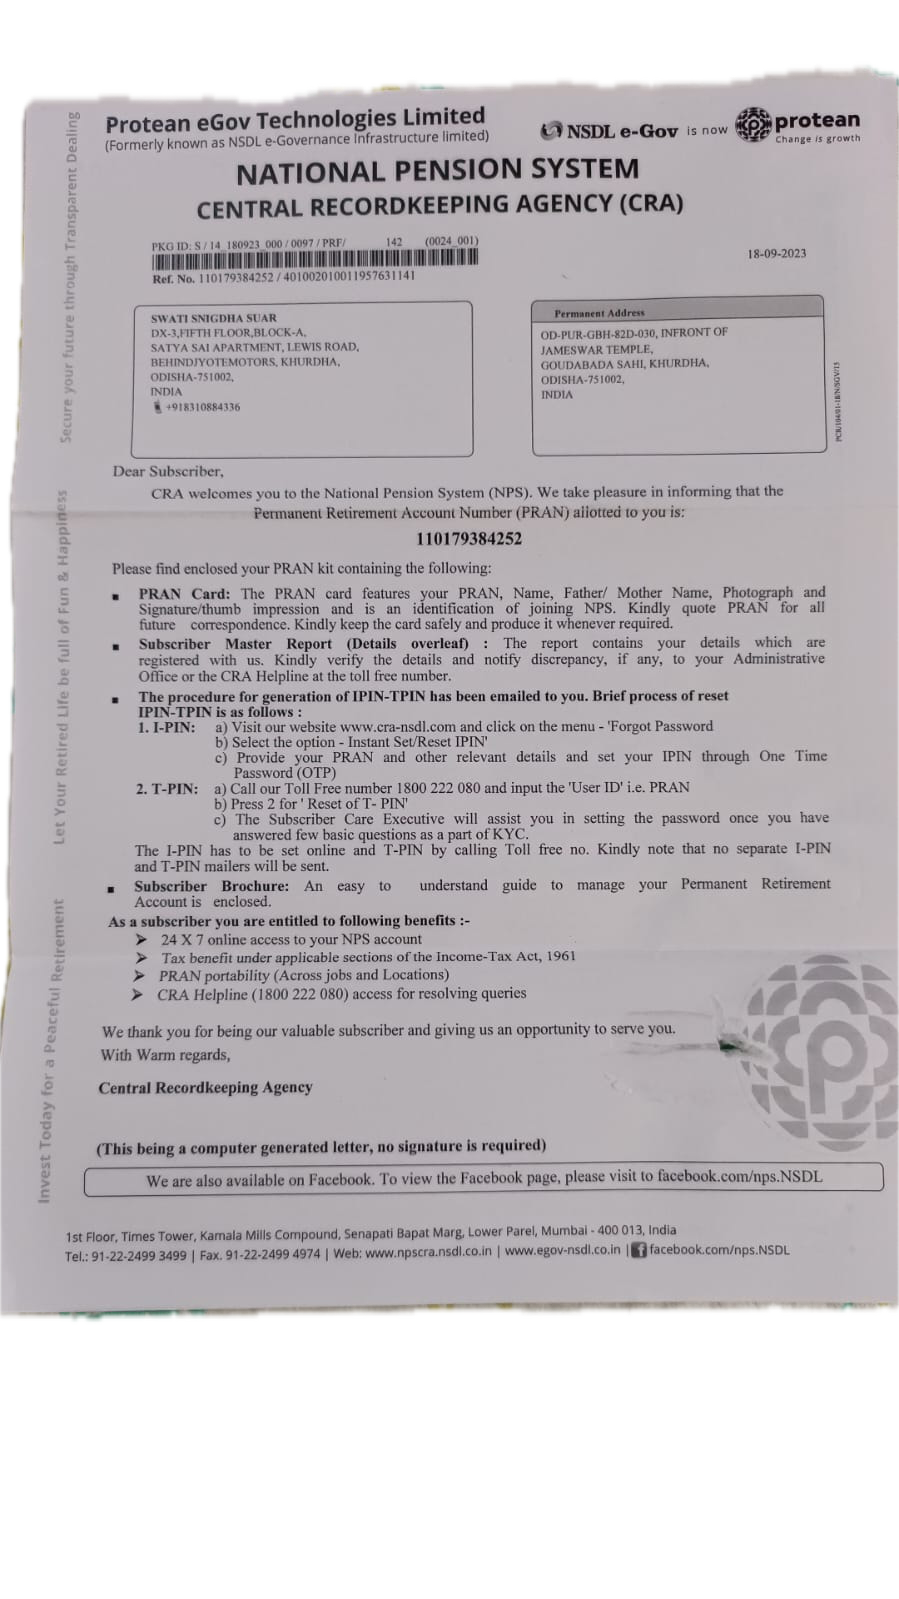 Protean eGov Technologies Limited
(Formerly known as NSDL e-Governance Infrastructure limited)
NSDL e-Gov is now protean
Change is growth
NATIONAL PENSION SYSTEM
CENTRAL RECORDKEEPING AGENCY (CRA)
PKG ID: S / 14_180923_000 / 0097 / PRF/ 142 (0024_001)
Ref. No. 110179384252 / 401002010011957631141
18-09-2023
SWATI SNIGDHA SUAR
DX-3,FIFTH FLOOR,BLOCK-A,
SATYA SAI APARTMENT, LEWIS ROAD,
BEHINDJYOTEMOTORS, KHURDHA,
ODISHA-751002,
INDIA
+918310884336
Permanent Address
OD-PUR-GBH-82D-030, INFRONT OF
JAMESWAR TEMPLE,
GOUDABADA SAHI, KHURDHA,
ODISHA-751002,
INDIA
Dear Subscriber,
CRA welcomes you to the National Pension System (NPS). We take pleasure in informing that the
Permanent Retirement Account Number (PRAN) allotted to you is:
110179384252
Please find enclosed your PRAN kit containing the following:
▪ PRAN Card: The PRAN card features your PRAN, Name, Father/ Mother Name, Photograph and
Signature/thumb impression and is an identification of joining NPS. Kindly quote PRAN for all
future correspondence. Kindly keep the card safely and produce it whenever required.
▪ Subscriber Master Report (Details overleaf) : The report contains your details which are
registered with us. Kindly verify the details and notify discrepancy, if any, to your Administrative
Office or the CRA Helpline at the toll free number.
▪ The procedure for generation of IPIN-TPIN has been emailed to you. Brief process of reset
IPIN-TPIN is as follows :
1. I-PIN: a) Visit our website www.cra-nsdl.com and click on the menu - 'Forgot Password
b) Select the option - Instant Set/Reset IPIN'
c) Provide your PRAN and other relevant details and set your IPIN through One Time
Password (OTP)
2. T-PIN: a) Call our Toll Free number 1800 222 080 and input the 'User ID' i.e. PRAN
b) Press 2 for ' Reset of T- PIN'
c) The Subscriber Care Executive will assist you in setting the password once you have
answered few basic questions as a part of KYC.
The I-PIN has to be set online and T-PIN by calling Toll free no. Kindly note that no separate I-PIN
and T-PIN mailers will be sent.
▪ Subscriber Brochure: An easy to understand guide to manage your Permanent Retirement
Account is enclosed.
As a subscriber you are entitled to following benefits :-
➢ 24 X 7 online access to your NPS account
➢ Tax benefit under applicable sections of the Income-Tax Act, 1961
➢ PRAN portability (Across jobs and Locations)
➢ CRA Helpline (1800 222 080) access for resolving queries
We thank you for being our valuable subscriber and giving us an opportunity to serve you.
With Warm regards,
Central Recordkeeping Agency
(This being a computer generated letter, no signature is required)
We are also available on Facebook. To view the Facebook page, please visit to facebook.com/nps.NSDL
1st Floor, Times Tower, Kamala Mills Compound, Senapati Bapat Marg, Lower Parel, Mumbai - 400 013, India
Tel.: 91-22-2499 3499 | Fax. 91-22-2499 4974 | Web: www.npscra.nsdl.co.in | www.egov-nsdl.co.in | facebook.com/nps.NSDL
Secure your future through Transparent Dealing
Let Your Retired Life be full of Fun & Happiness
Invest Today for a Peaceful Retirement